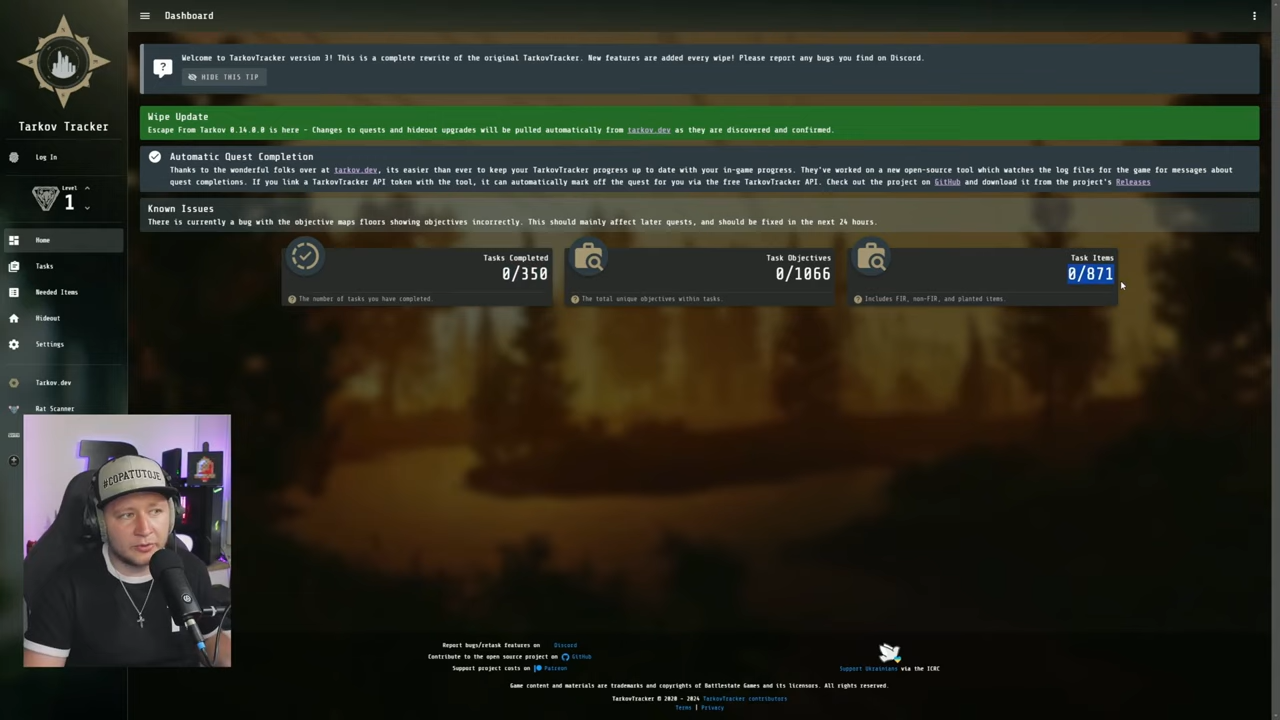 Dashboard
Welcome to TarkovTracker version 3! This is a complete rewrite of the original TarkovTracker. New features are added every wipe! Please report any bugs you find on Discord.
HIDE THIS TIP
Tarkov Tracker
Log In
Level
1
Home
Tasks
Needed Items
Hideout
Settings
Tarkov.dev
Rat Scanner
Wipe Update
Escape From Tarkov 0.14.0.0 is here - Changes to quests and hideout upgrades will be pulled automatically from tarkov.dev as they are discovered and confirmed.
Automatic Quest Completion
Thanks to the wonderful folks over at tarkov.dev, its easier than ever to keep your TarkovTracker progress up to date with your in-game progress. They've worked on a new open-source tool which watches the log files for the game for messages about
quest completions. If you link a TarkovTracker API token with the tool, it can automatically mark off the quest for you via the free TarkovTracker API. Check out the project on GitHub and download it from the project's Releases
Known Issues
There is currently a bug with the objective maps floors showing objectives incorrectly. This should mainly affect later quests, and should be fixed in the next 24 hours.
Tasks Completed
0/350
The number of tasks you have completed.
Task Objectives
0/1066
The total unique objectives within tasks.
Task Items
0/871
Includes FIR, non-FIR, and planted items.
#COPATUTOJE
Report bugs/retask features on Discord
Contribute to the open source project on GitHub
Support project costs on Patreon
Support Ukrainians via the ICRC
Game content and materials are trademarks and copyrights of Battlestate Games and its licensors. All rights reserved.
TarkovTracker © 2020 - 2024 TarkovTracker contributors
Terms | Privacy